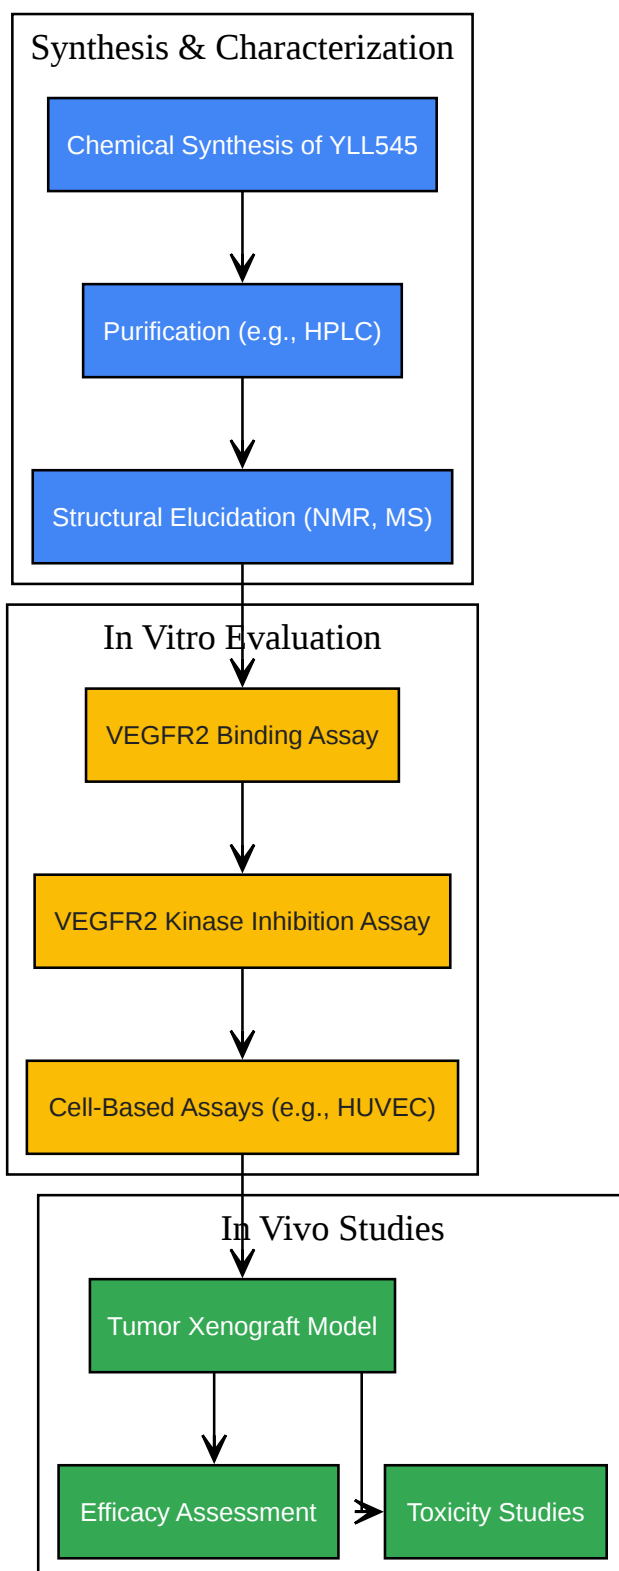 Synthesis & Characterization
Chemical Synthesis of YLL545
Purification (e.g., HPLC)
Structural Elucidation (NMR, MS)
In Vitro Evaluation
VEGFR2 Binding Assay
VEGFR2 Kinase Inhibition Assay
Cell-Based Assays (e.g., HUVEC)
In Vivo Studies
Tumor Xenograft Model
Efficacy Assessment
Toxicity Studies